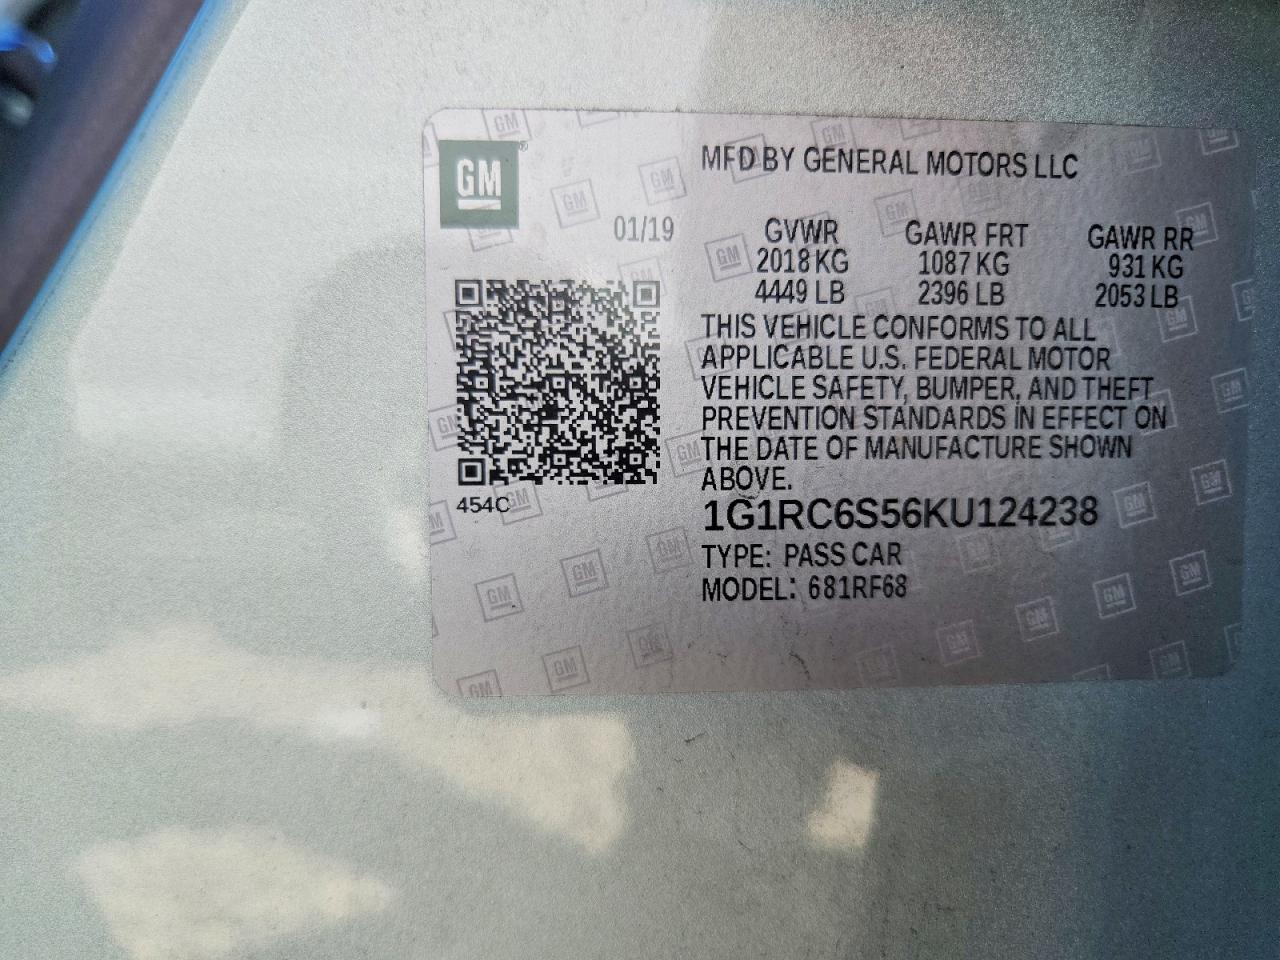 GM
MFD BY GENERAL MOTORS LLC
01/19
GVWR GAWR FRT GAWR RR
2018 KG 1087 KG 931 KG
4449 LB 2396 LB 2053 LB
THIS VEHICLE CONFORMS TO ALL
APPLICABLE U.S. FEDERAL MOTOR
VEHICLE SAFETY, BUMPER, AND THEFT
PREVENTION STANDARDS IN EFFECT ON
THE DATE OF MANUFACTURE SHOWN
ABOVE.
454C
1G1RC6S56KU124238
TYPE: PASS CAR
MODEL: 681RF68